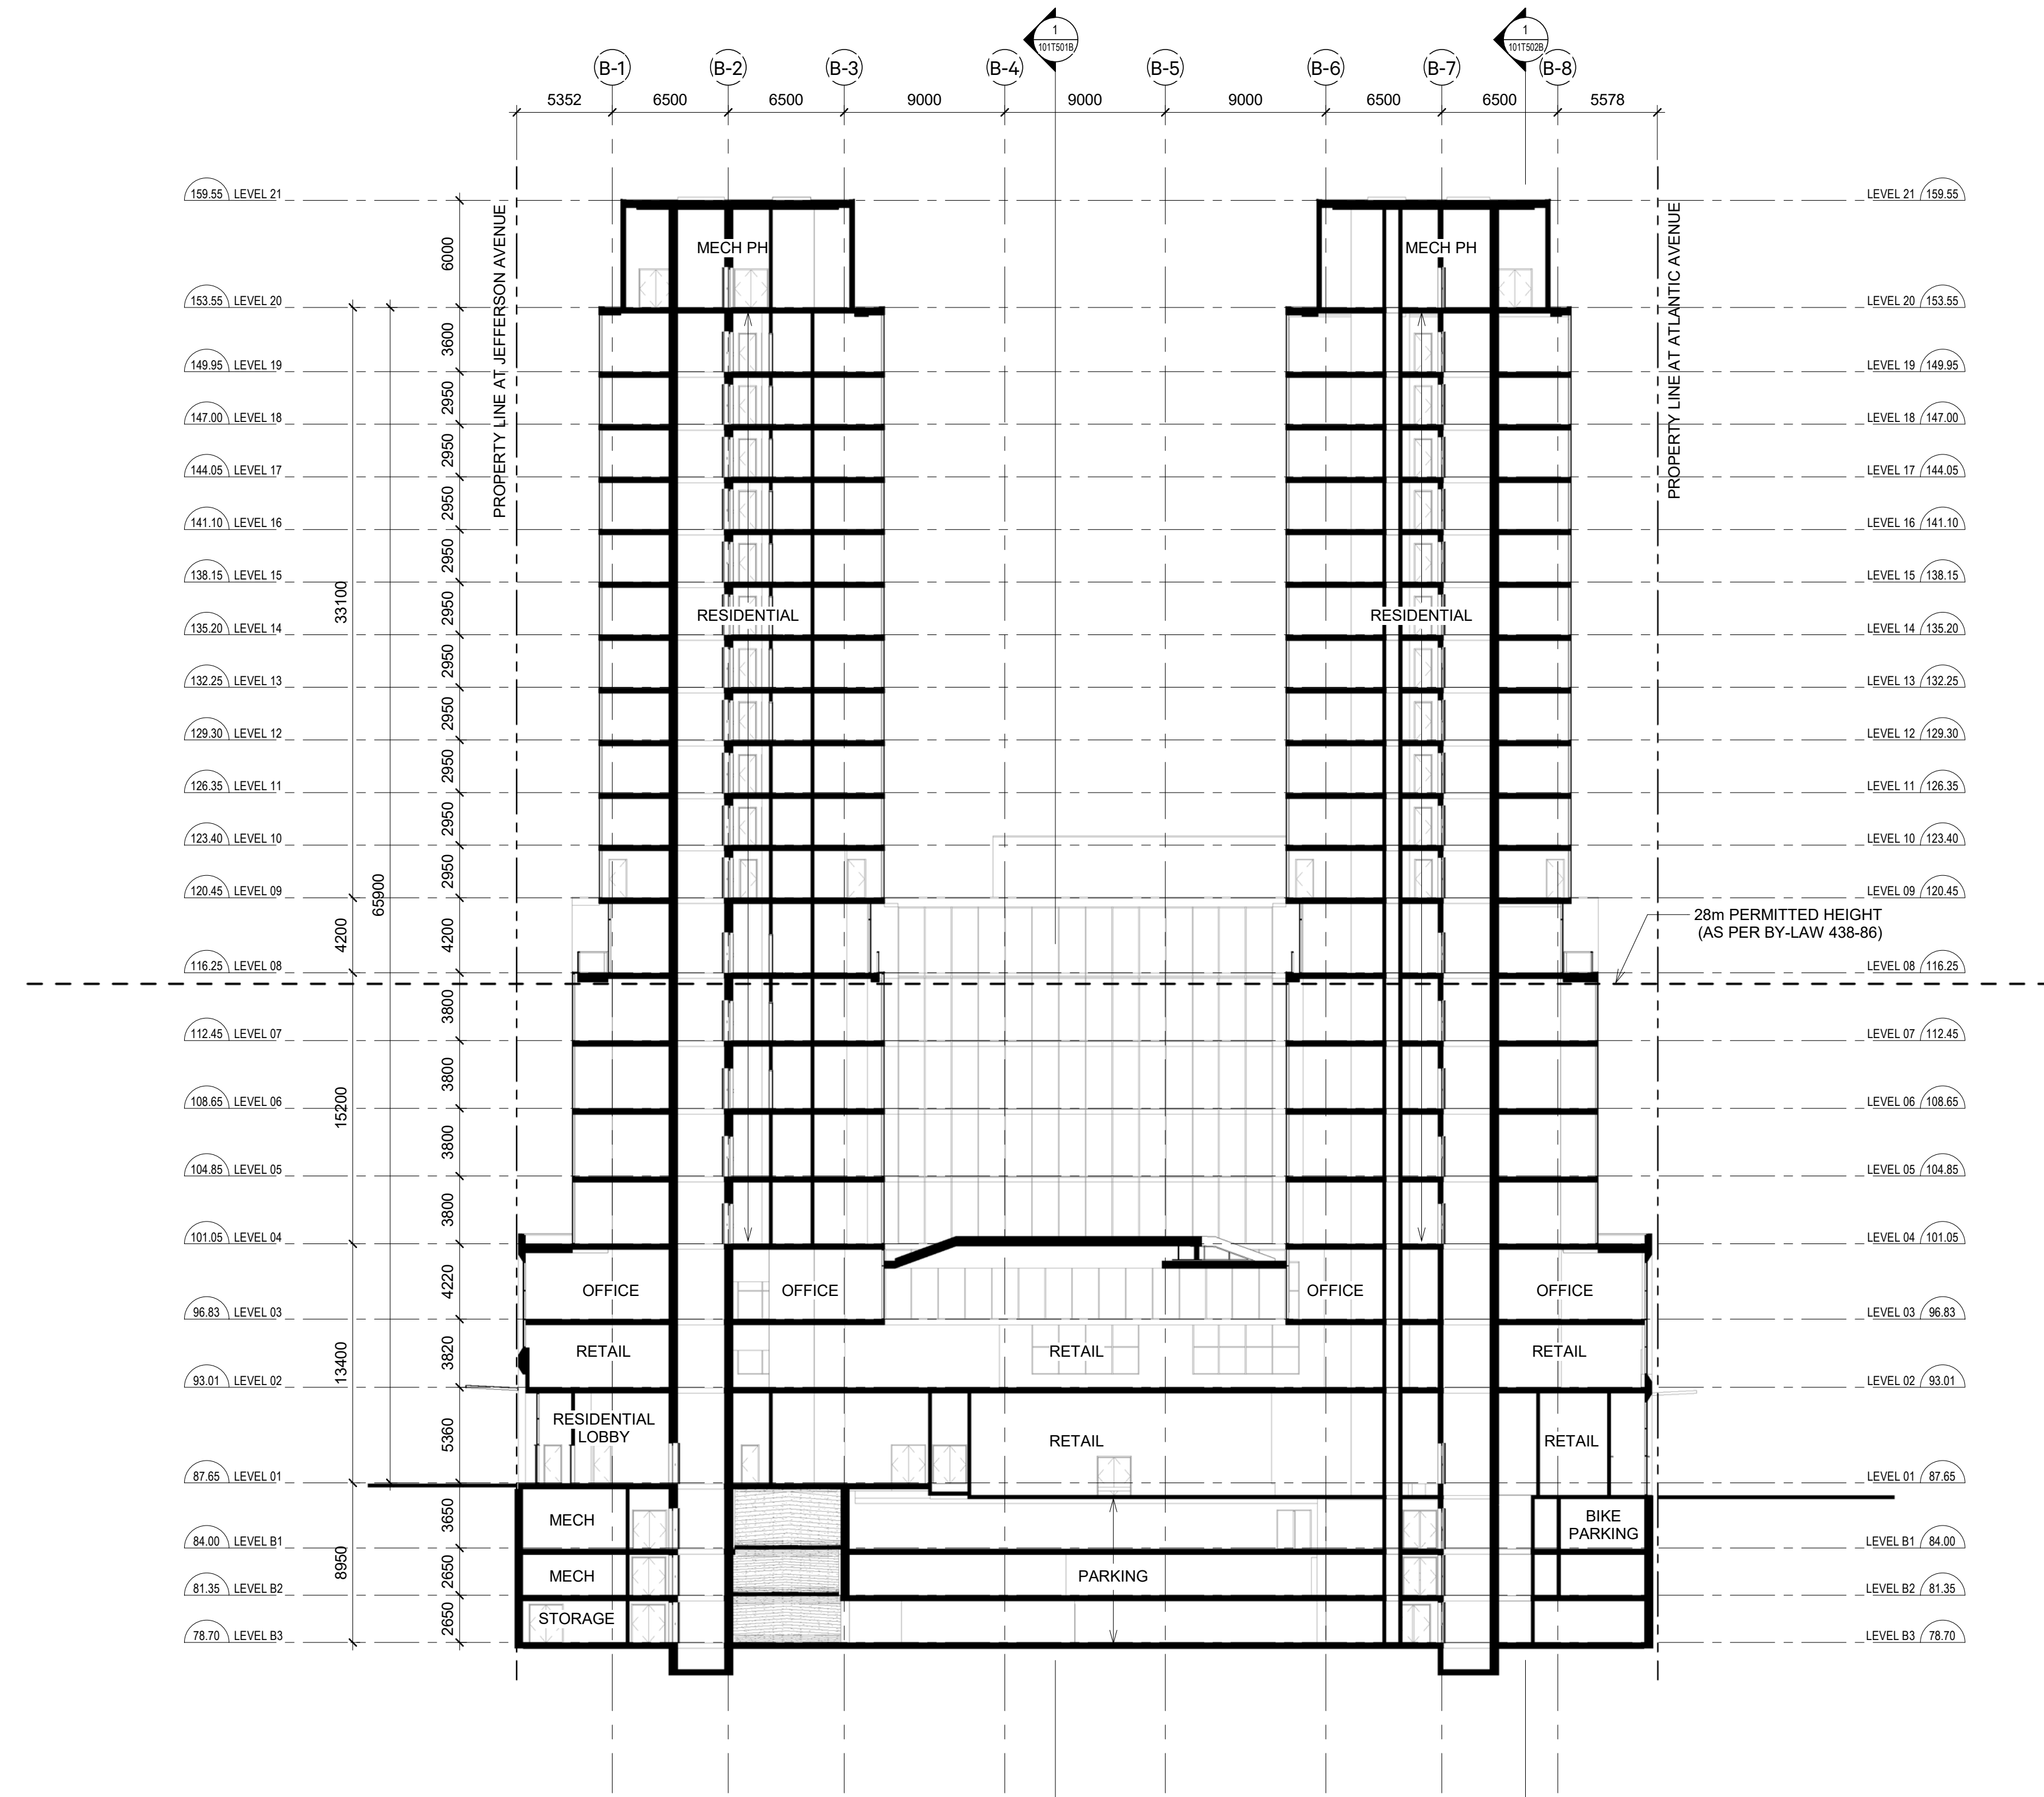 1
101T501B
1
101T502B
B-1
B-2
B-3
B-4
B-5
B-6
B-7
B-8
5352
6500
6500
9000
9000
9000
6500
6500
5578
159.55 LEVEL 21
LEVEL 21 159.55
PROPERTY LINE AT JEFFERSON AVENUE
PROPERTY LINE AT ATLANTIC AVENUE
6000
MECH PH
MECH PH
153.55 LEVEL 20
LEVEL 20 153.55
3600
149.95 LEVEL 19
LEVEL 19 149.95
2950
147.00 LEVEL 18
LEVEL 18 147.00
2950
144.05 LEVEL 17
LEVEL 17 144.05
2950
141.10 LEVEL 16
LEVEL 16 141.10
2950
138.15 LEVEL 15
LEVEL 15 138.15
33100
2950
RESIDENTIAL
RESIDENTIAL
135.20 LEVEL 14
LEVEL 14 135.20
2950
132.25 LEVEL 13
LEVEL 13 132.25
2950
129.30 LEVEL 12
LEVEL 12 129.30
2950
126.35 LEVEL 11
LEVEL 11 126.35
2950
123.40 LEVEL 10
LEVEL 10 123.40
2950
120.45 LEVEL 09
LEVEL 09 120.45
65900
4200
4200
28m PERMITTED HEIGHT
(AS PER BY-LAW 438-86)
116.25 LEVEL 08
LEVEL 08 116.25
3800
112.45 LEVEL 07
LEVEL 07 112.45
3800
108.65 LEVEL 06
LEVEL 06 108.65
15200
3800
104.85 LEVEL 05
LEVEL 05 104.85
3800
101.05 LEVEL 04
LEVEL 04 101.05
4220
OFFICE
OFFICE
OFFICE
OFFICE
96.83 LEVEL 03
LEVEL 03 96.83
13400
3820
RETAIL
RETAIL
RETAIL
93.01 LEVEL 02
LEVEL 02 93.01
5360
RESIDENTIAL
LOBBY
RETAIL
RETAIL
87.65 LEVEL 01
LEVEL 01 87.65
3650
MECH
BIKE
PARKING
84.00 LEVEL B1
LEVEL B1 84.00
8950
2650
MECH
PARKING
81.35 LEVEL B2
LEVEL B2 81.35
2650
STORAGE
78.70 LEVEL B3
LEVEL B3 78.70